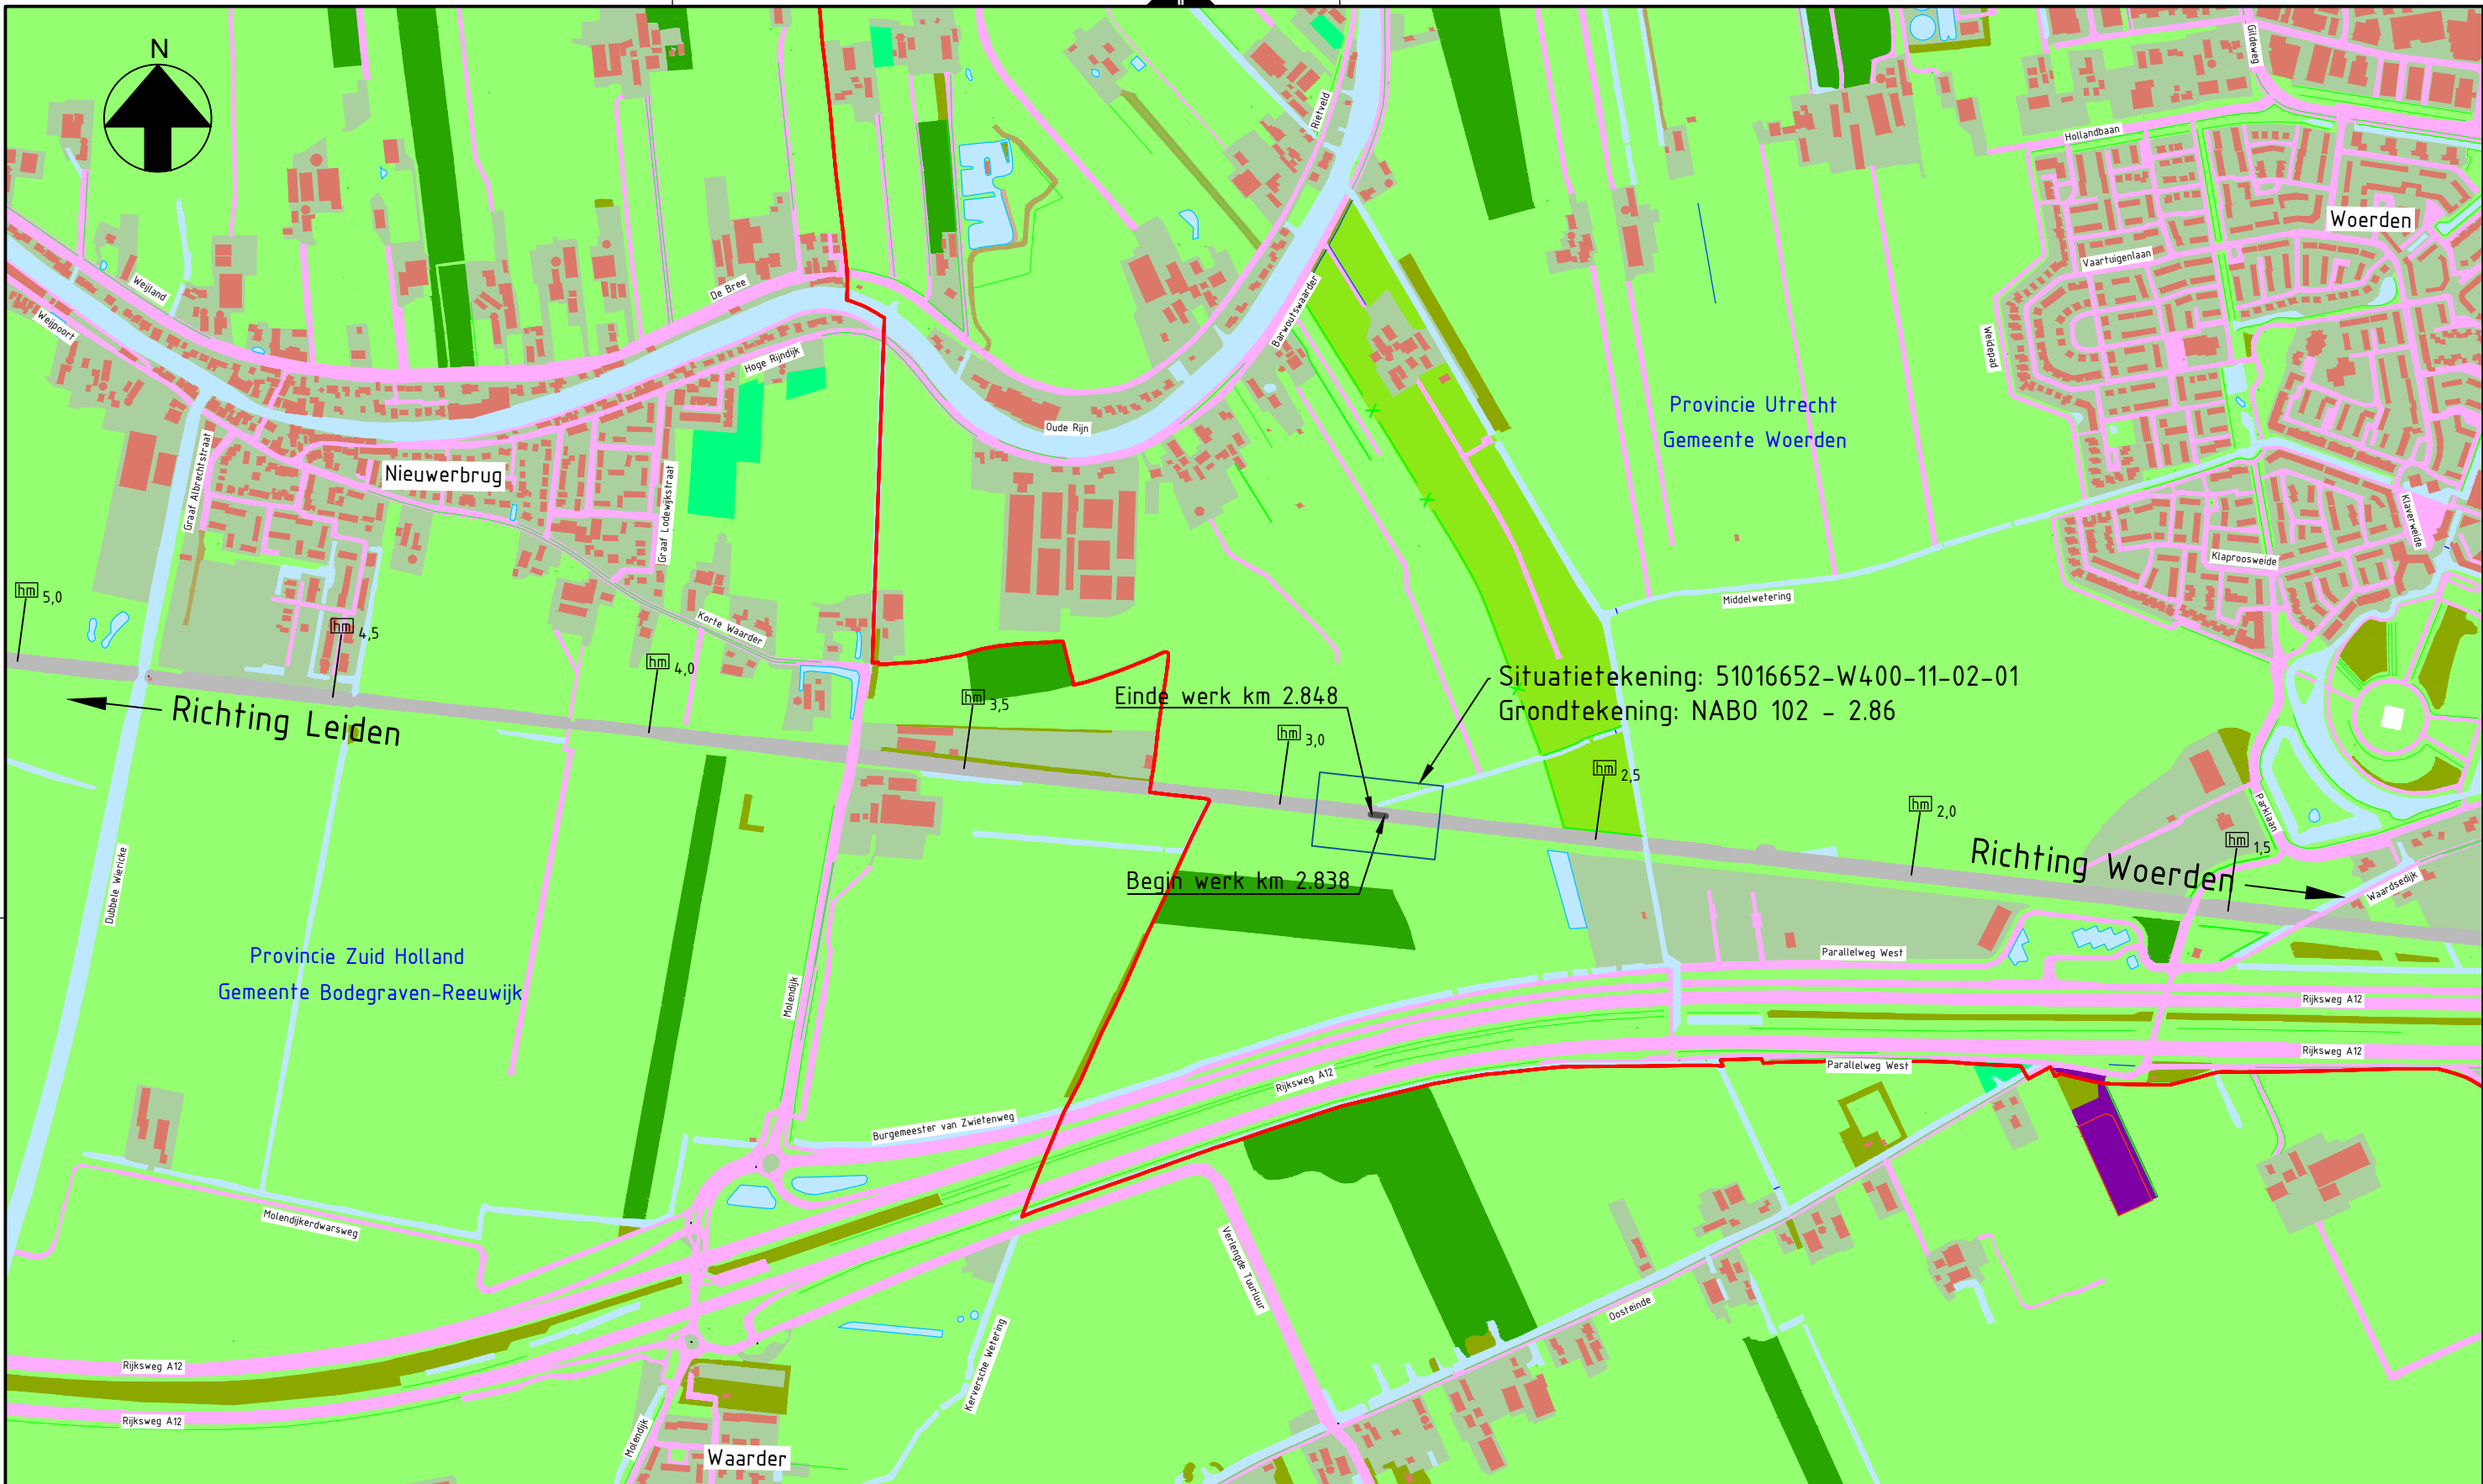 N
Gildeweg
Rietveld
Hollandbaan
Woerden
Vaartuigenlaan
Weijland
De Bree
Weijpoort
Barwoutswaarder
Weidepad
Hoge Rijndijk
Provincie Utrecht
Gemeente Woerden
Oude Rijn
Nieuwerbrug
Graaf Albrechtstraat
Graaf Lodewijkstraat
Klaverweide
Klaproosweide
hm 5,0
hm 4,5
Korte Waarder
Middelwetering
hm 4,0
hm 3,5
Einde werk km 2.848
Situatietekening: 51016652-W400-11-02-01
Grondtekening: NABO 102 - 2.86
Richting Leiden
hm 3,0
hm 2,5
hm 2,0
Parklaan
hm 1,5
Richting Woerden
Waardsedijk
Begin werk km 2.838
Dubbele Wiericke
Provincie Zuid Holland
Gemeente Bodegraven-Reeuwijk
Molendijk
Parallelweg West
Rijksweg A12
Rijksweg A12
Parallelweg West
Rijksweg A12
Burgemeester van Zwietenweg
Molendijkerdwarsweg
Verlengde Tuurluur
Oosteinde
Kerversche Wetering
Rijksweg A12
Rijksweg A12
Molendijk
Waarder